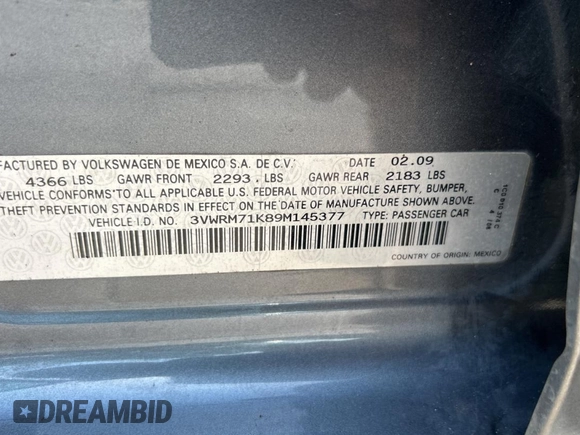 FACTURED BY VOLKSWAGEN DE MEXICO S.A. DE C.V. DATE 02.09
4366 LBS GAWR FRONT 2293. LBS GAWR REAR 2183 LBS
VEHICLE CONFORMS TO ALL APPLICABLE U.S. FEDERAL MOTOR VEHICLE SAFETY, BUMPER,
THEFT PREVENTION STANDARDS IN EFFECT ON THE DATE OF MANUFACTURE SHOWN ABOVE.
VEHICLE I.D. NO. 3VWRM71K89M145377 TYPE: PASSENGER CAR
COUNTRY OF ORIGIN: MEXICO
DREAMBID